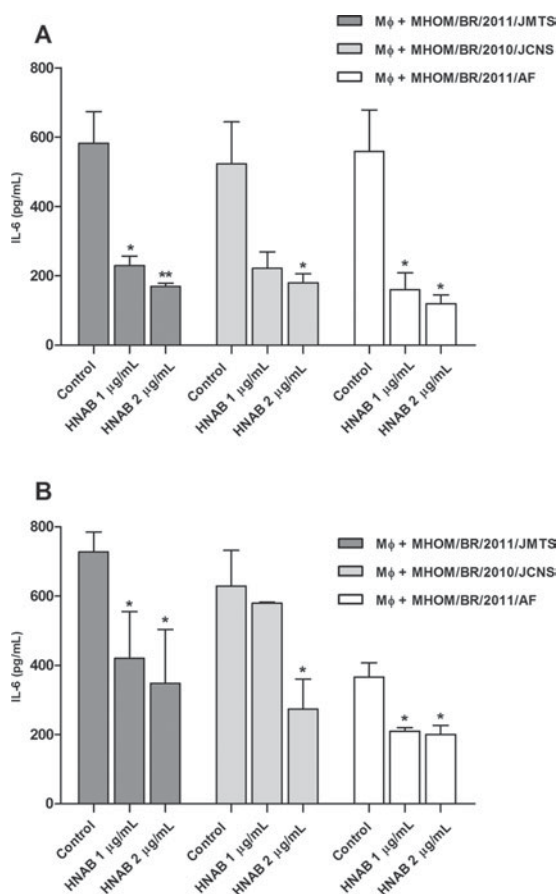 A
Mϕ + MHOM/BR/2011/JMTS
Mϕ + MHOM/BR/2010/JCNS
Mϕ + MHOM/BR/2011/AF
800
600
400
200
0
IL-6 (pg/mL)
*
**
*
*
*
Control
HNAB 1 μg/mL
HNAB 2 μg/mL
Control
HNAB 1 μg/mL
HNAB 2 μg/mL
Control
HNAB 1 μg/mL
HNAB 2 μg/mL
B
Mϕ + MHOM/BR/2011/JMTS
Mϕ + MHOM/BR/2010/JCNS
Mϕ + MHOM/BR/2011/AF
800
600
400
200
0
IL-6 (pg/mL)
*
*
*
*
*
Control
HNAB 1 μg/mL
HNAB 2 μg/mL
Control
HNAB 1 μg/mL
HNAB 2 μg/mL
Control
HNAB 1 μg/mL
HNAB 2 μg/mL